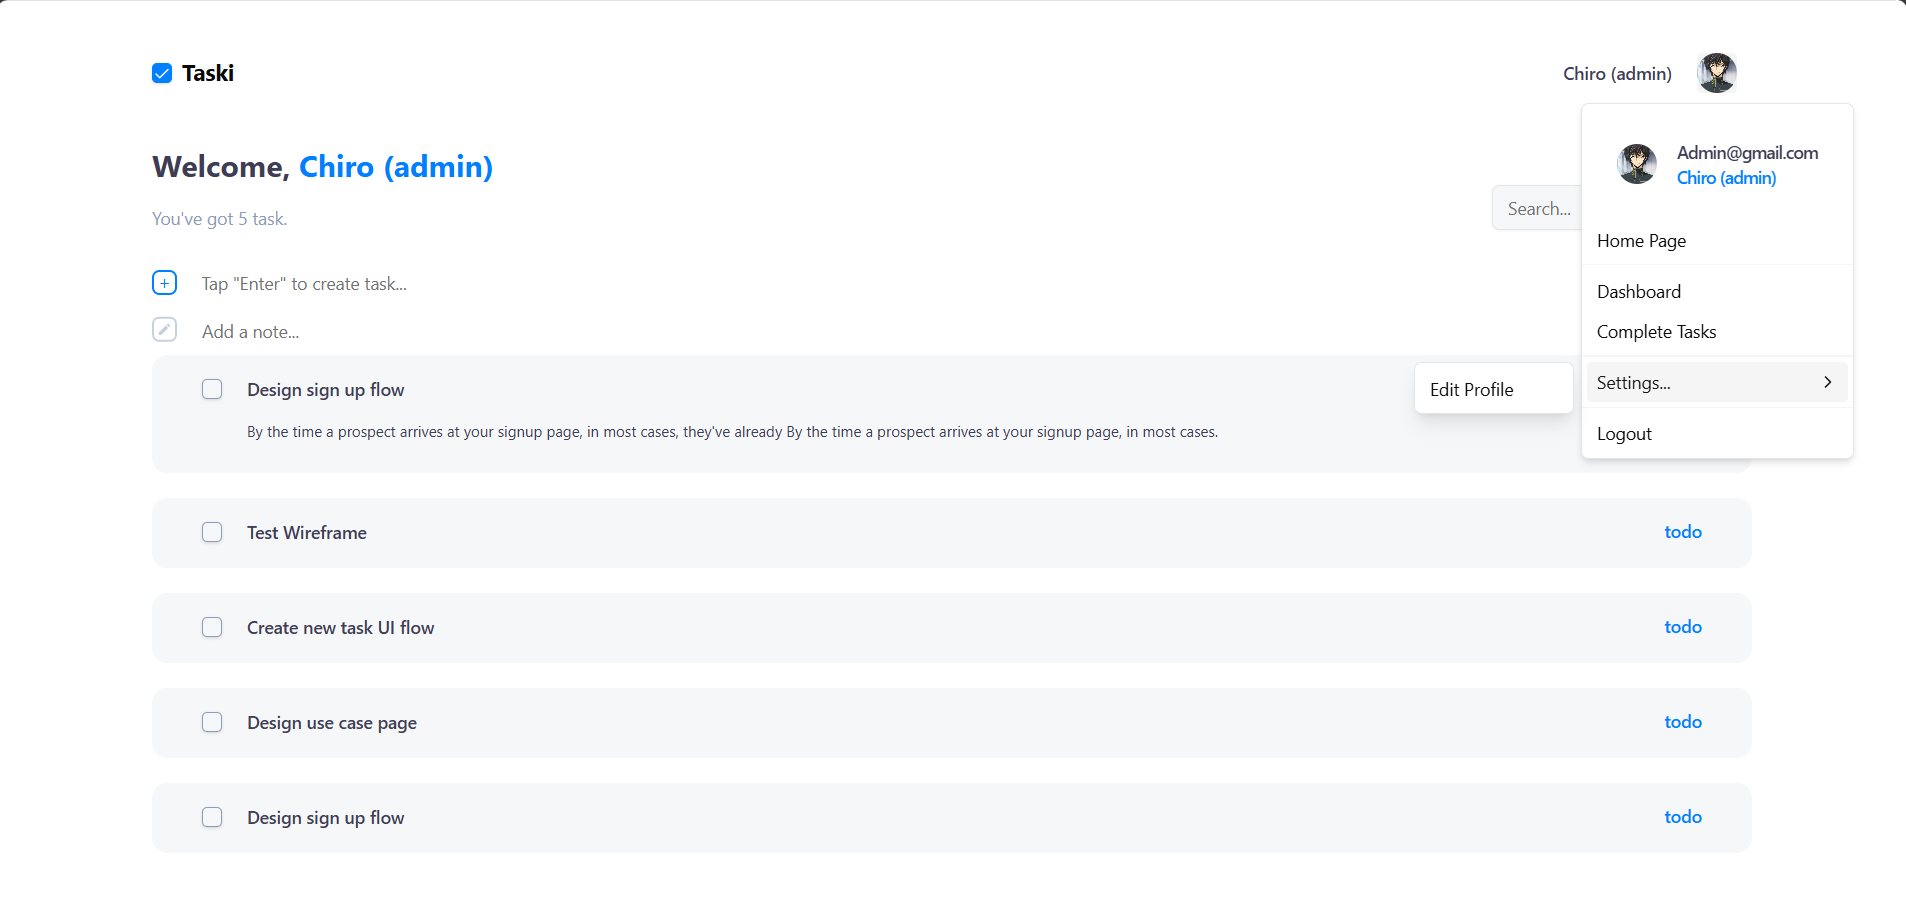 Taski
Chiro (admin)
Welcome, Chiro (admin)
You've got 5 task.
Search...
Tap "Enter" to create task...
Add a note...
Admin@gmail.com
Chiro (admin)
Home Page
Dashboard
Complete Tasks
Settings...
Edit Profile
Logout
Design sign up flow
By the time a prospect arrives at your signup page, in most cases, they've already By the time a prospect arrives at your signup page, in most cases.
Test Wireframe
todo
Create new task UI flow
todo
Design use case page
todo
Design sign up flow
todo